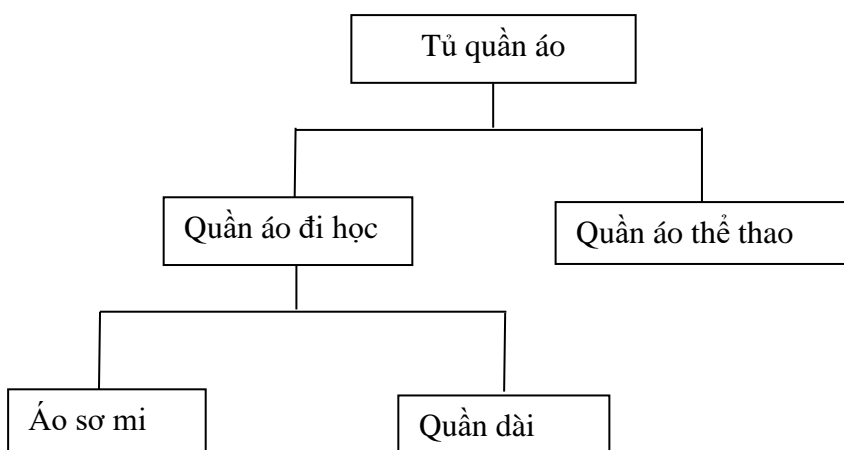 Tủ quần áo
Quần áo đi học
Quần áo thể thao
Áo sơ mi
Quần dài